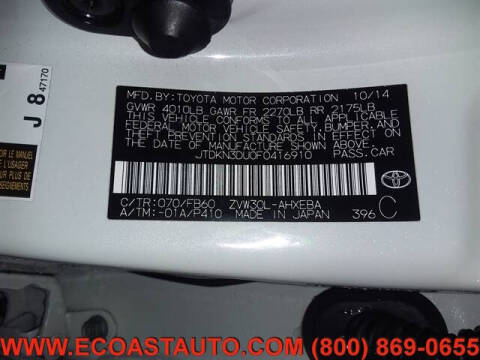 MFD.BY: TOYOTA MOTOR CORPORATION 10/14
GVWR 4010LB GAWR FR 2270LB RR 2175LB
THIS VEHICLE CONFORMS TO ALL APPLICABLE
FEDERAL MOTOR VEHICLE SAFETY, BUMPER, AND
THEFT PREVENTION STANDARDS IN EFFECT ON
THE DATE OF MANUFACTURE SHOWN ABOVE.
JTDKN3DU0F0416910 PASS.CAR
C/TR: 070/FB60 ZVW30L-AHXEBA
A/TM: -01A/P410 MADE IN JAPAN 396 C
TOYOTA
J 8 47170
WWW.ECOASTAUTO.COM (800) 869-0655